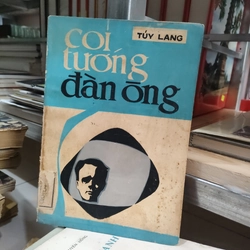 TÚY LANG
coi
tướng
đàn ông